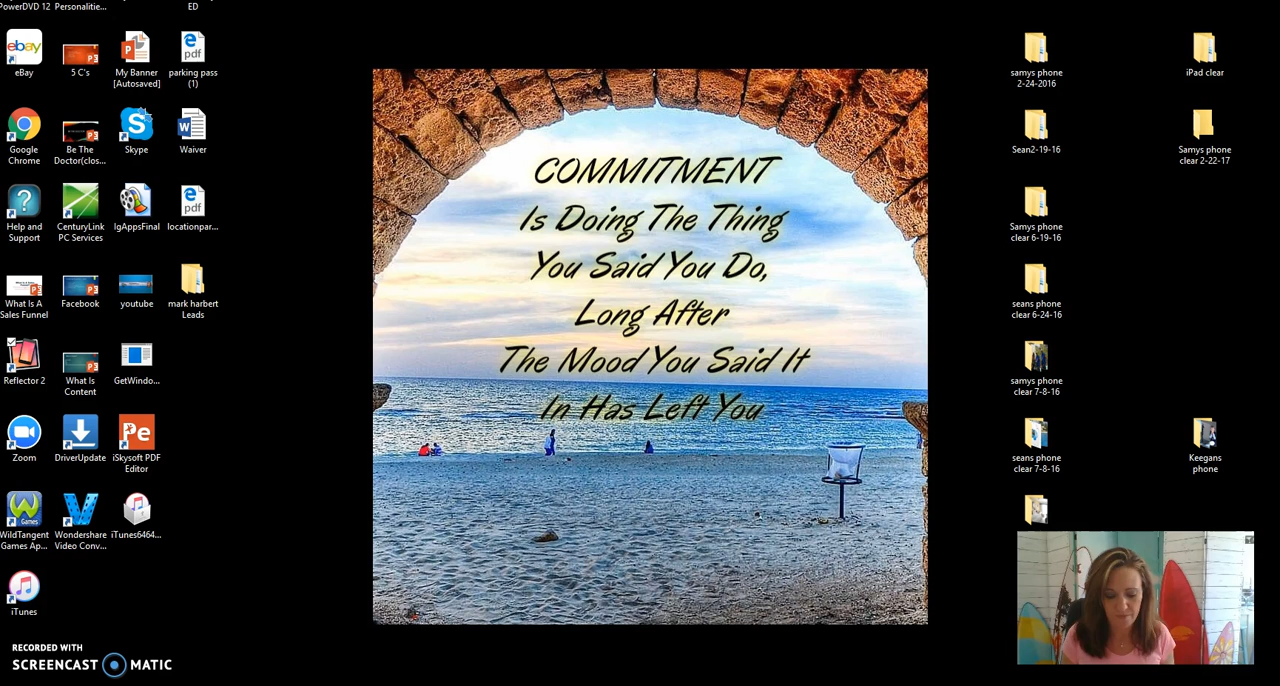 PowerDVD 12
Personalitie...
ED
eBay
5 C's
My Banner
[Autosaved]
parking pass
(1)
Google
Chrome
Be The
Doctor(clos...
Skype
Waiver
Help and
Support
CenturyLink
PC Services
IgAppsFinal
locationpar...
What Is A
Sales Funnel
Facebook
youtube
mark harbert
Leads
Reflector 2
What Is
Content
GetWindo...
Zoom
DriverUpdate
iSkysoft PDF
Editor
WildTangent
Games Ap...
Wondershare
Video Conv...
iTunes6464...
iTunes
RECORDED WITH
SCREENCAST MATIC
COMMITMENT
Is Doing The Thing
You Said You Do,
Long After
The Mood You Said It
In Has Left You
samys phone
2-24-2016
iPad clear
Sean2-19-16
Samys phone
clear 2-22-17
Samys phone
clear 6-19-16
seans phone
clear 6-24-16
samys phone
clear 7-8-16
seans phone
clear 7-8-16
Keegans
phone